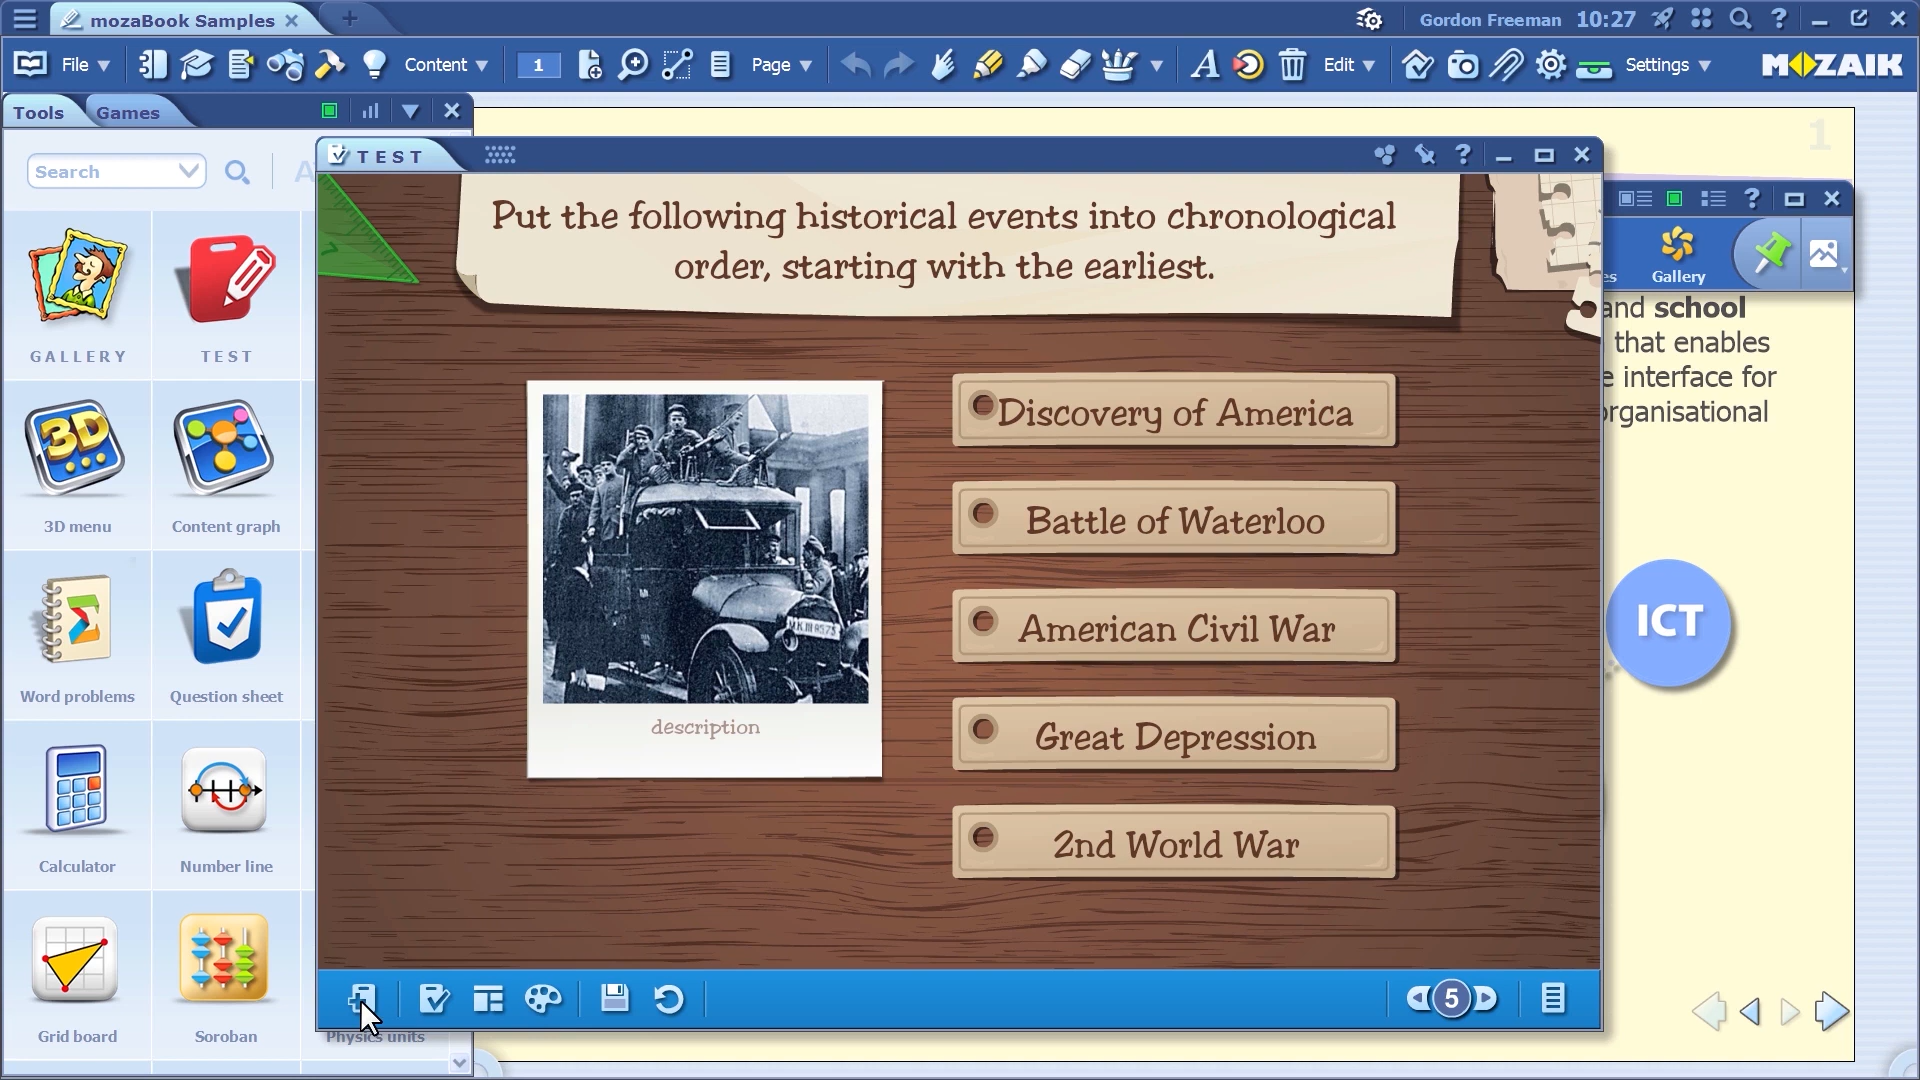 mozaBook Samples
Gordon Freeman 10:27
File
Content
1
Page
Edit
Settings
MOZAIK
Tools
Games
Search
GALLERY
TEST
3D menu
Content graph
Word problems
Question sheet
Calculator
Number line
Grid board
Soroban
Physics units
TEST
Put the following historical events into chronological
order, starting with the earliest.
description
Discovery of America
Battle of Waterloo
American Civil War
Great Depression
2nd World War
5
1
Gallery
and school
that enables
e interface for
organisational
ICT